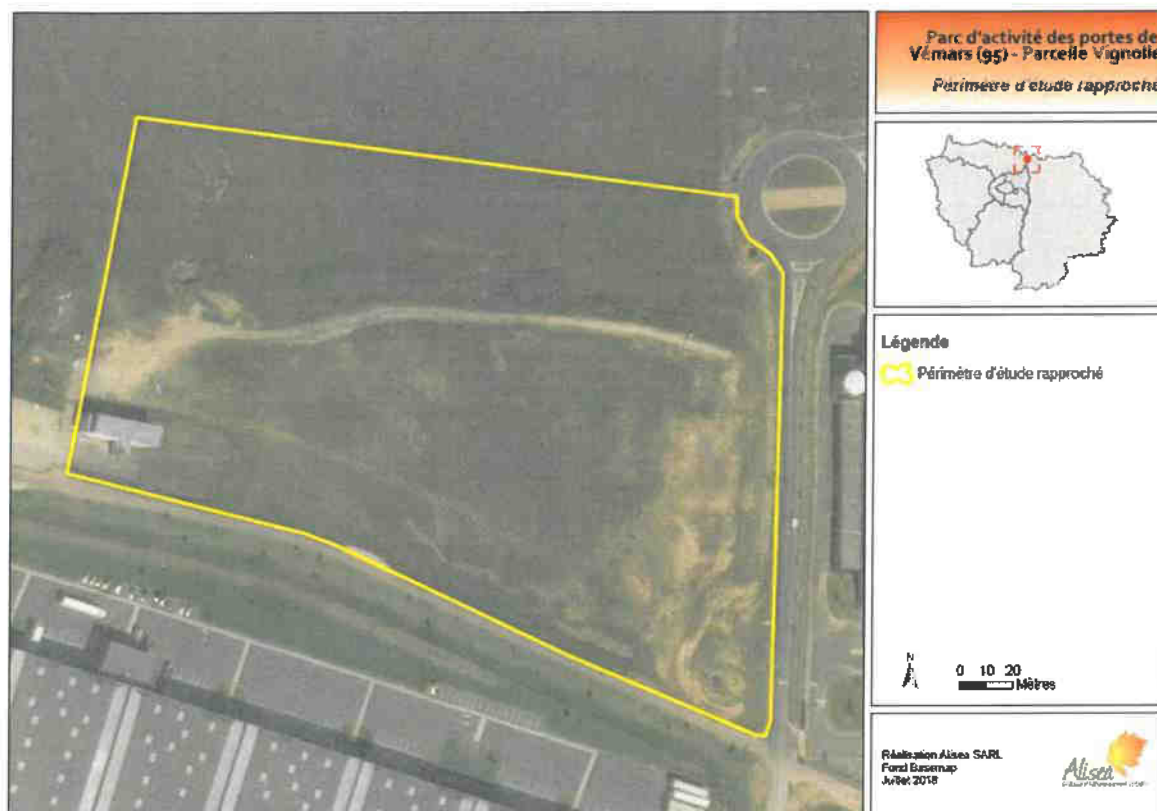 Parc d'activité des portes de
Vémars (95) - Parcelle Vignolle
Périmètre d'étude rapproché
Légende
Périmètre d'étude rapproché
N
0 10 20
Mètres
Réalisation Alisea SARL
Fond Basemap
Juillet 2018
Alisea